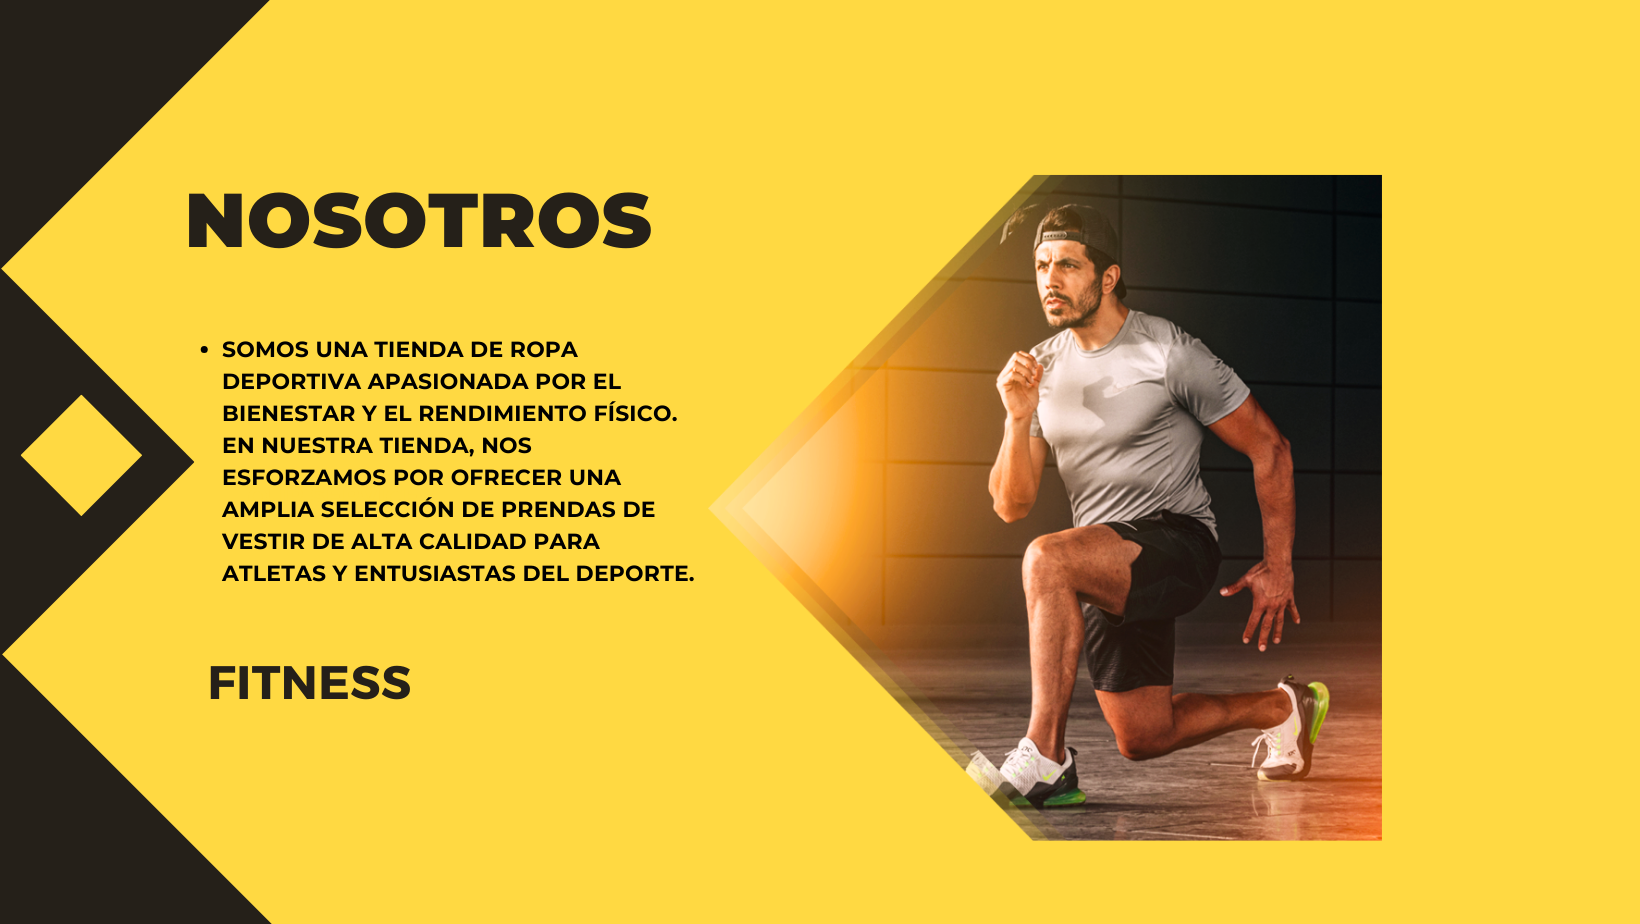 NOSOTROS
• SOMOS UNA TIENDA DE ROPA
DEPORTIVA APASIONADA POR EL
BIENESTAR Y EL RENDIMIENTO FÍSICO.
EN NUESTRA TIENDA, NOS
ESFORZAMOS POR OFRECER UNA
AMPLIA SELECCIÓN DE PRENDAS DE
VESTIR DE ALTA CALIDAD PARA
ATLETAS Y ENTUSIASTAS DEL DEPORTE.
FITNESS